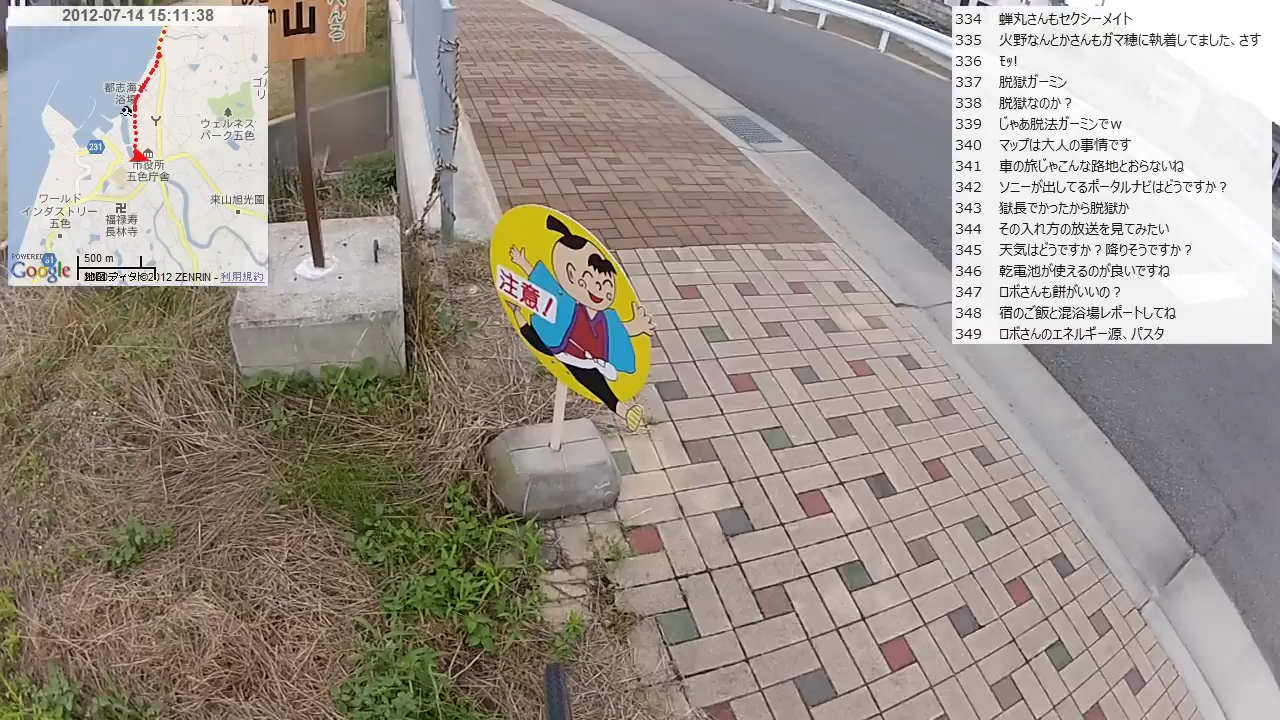 2012-07-14 15:11:38
都志海水
浴場
ウェルネス
パーク五色
231
市役所
五色庁舎
ワールド
インダストリー
五色
来山旭光園
福禄寿
長林寺
500 m
31
POWERED BY
Google
地図データ ©2012 ZENRIN - 利用規約
山
へんろ
注意!
334 蝉丸さんもセクシーメイト
335 火野なんとかさんもガマ穂に執着してました、さす
336 モッ!
337 脱獄ガーミン
338 脱獄なのか?
339 じゃあ脱法ガーミンでw
340 マップは大人の事情です
341 車の旅じゃこんな路地とおらないね
342 ソニーが出してるポータルナビはどうですか?
343 獄長でかったから脱獄か
344 その入れ方の放送を見てみたい
345 天気はどうですか?降りそうですか?
346 乾電池が使えるのが良いですね
347 ロボさんも餅がいいの?
348 宿のご飯と混浴場レポートしてね
349 ロボさんのエネルギー源、パスタ